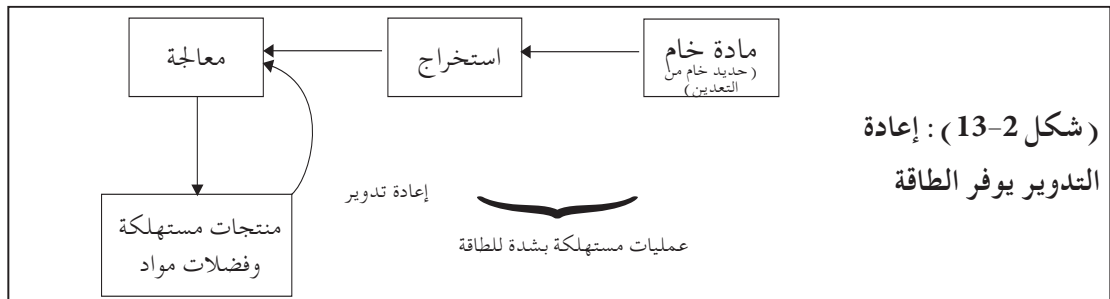 مادة خام
(حديد خام من
التعدين)
استخراج
معالجة
(شكل 2-13): إعادة
التدوير يوفر الطاقة
إعادة تدوير
منتجات مستهلكة
وفضلات مواد
عمليات مستهلكة بشدة للطاقة